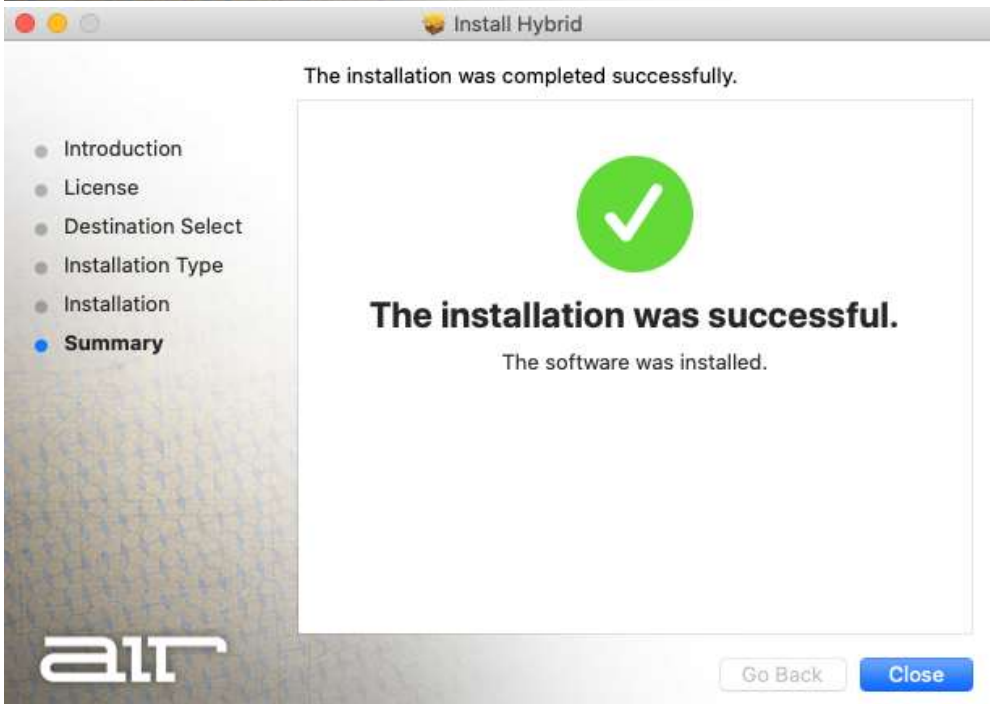 Install Hybrid
The installation was completed successfully.
Introduction
License
Destination Select
Installation Type
Installation
Summary
The installation was successful.
The software was installed.
air
Go Back
Close